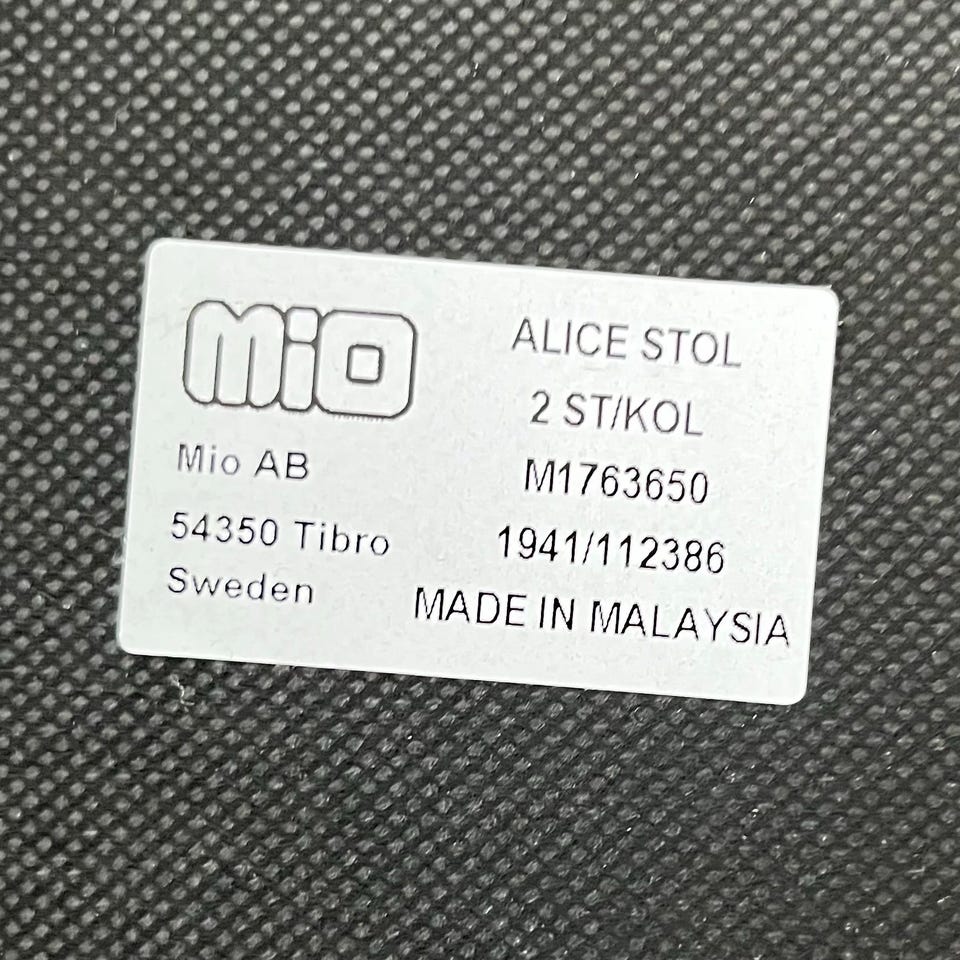 mio
Mio AB
54350 Tibro
Sweden
ALICE STOL
2 ST/KOL
M1763650
1941/112386
MADE IN MALAYSIA